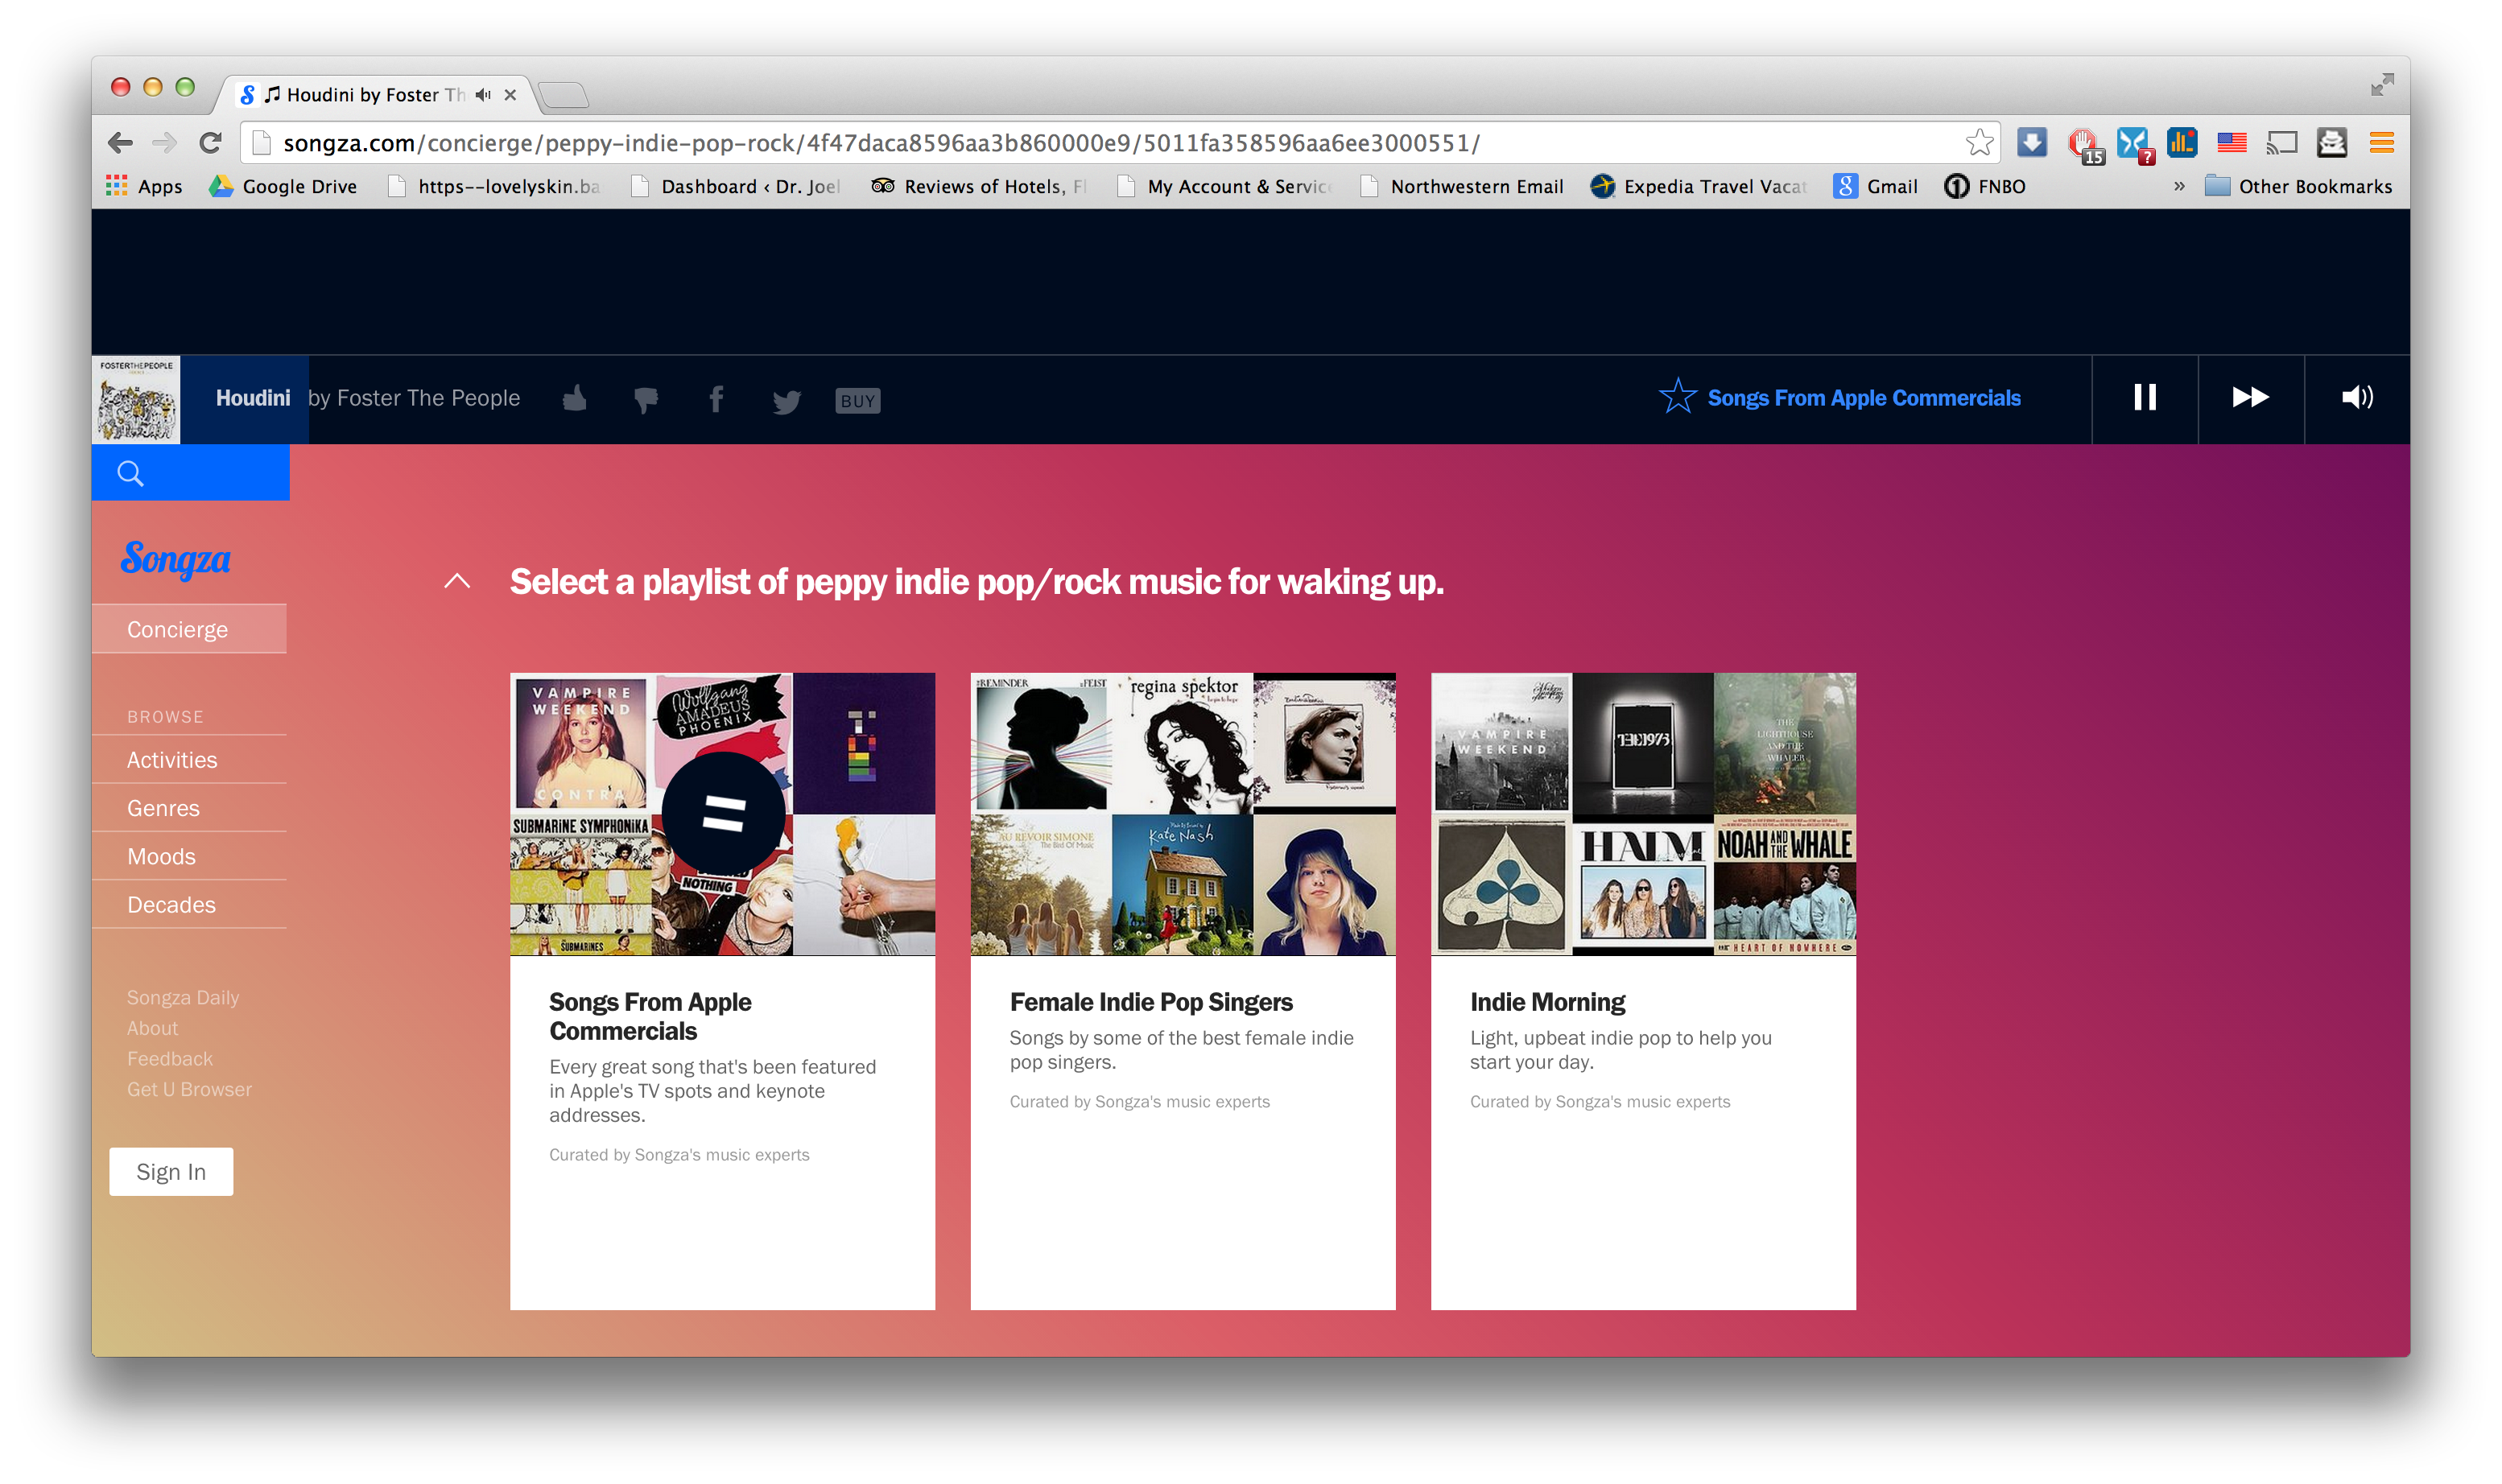 Houdini by Foster Th
songza.com/concierge/peppy-indie-pop-rock/4f47daca8596aa3b860000e9/5011fa358596aa6ee3000551/
15
?
Apps
Google Drive
https--lovelyskin.ba
Dashboard ‹ Dr. Joel
Reviews of Hotels, Fl
My Account & Service
Northwestern Email
Expedia Travel Vacat
Gmail
FNBO
»
Other Bookmarks
FOSTERTHEPEOPLE
Houdini by Foster The People
BUY
Songs From Apple Commercials
Songza
Concierge
BROWSE
Activities
Genres
Moods
Decades
Songza Daily
About
Feedback
Get U Browser
Sign In
Select a playlist of peppy indie pop/rock music for waking up.
VAMPIRE
WEEKEND
CONTRA
Wolfgang
AMADEUS
PHOENIX
SUBMARINE SYMPHONIKA
SUBMARINES
NOTHING
THE REMINDER
FEIST
regina spektor
begin to hope
AU REVOIR SIMONE
The Bird Of Music
Kate Nash
VAMPIRE
WEEKEND
THE 1975
THE
LIGHTHOUSE
AND THE
WHALER
HAIM
NOAH AND THE WHALE
HEART OF NOWHERE
Songs From Apple
Commercials
Every great song that's been featured
in Apple's TV spots and keynote
addresses.
Curated by Songza's music experts
Female Indie Pop Singers
Songs by some of the best female indie
pop singers.
Curated by Songza's music experts
Indie Morning
Light, upbeat indie pop to help you
start your day.
Curated by Songza's music experts